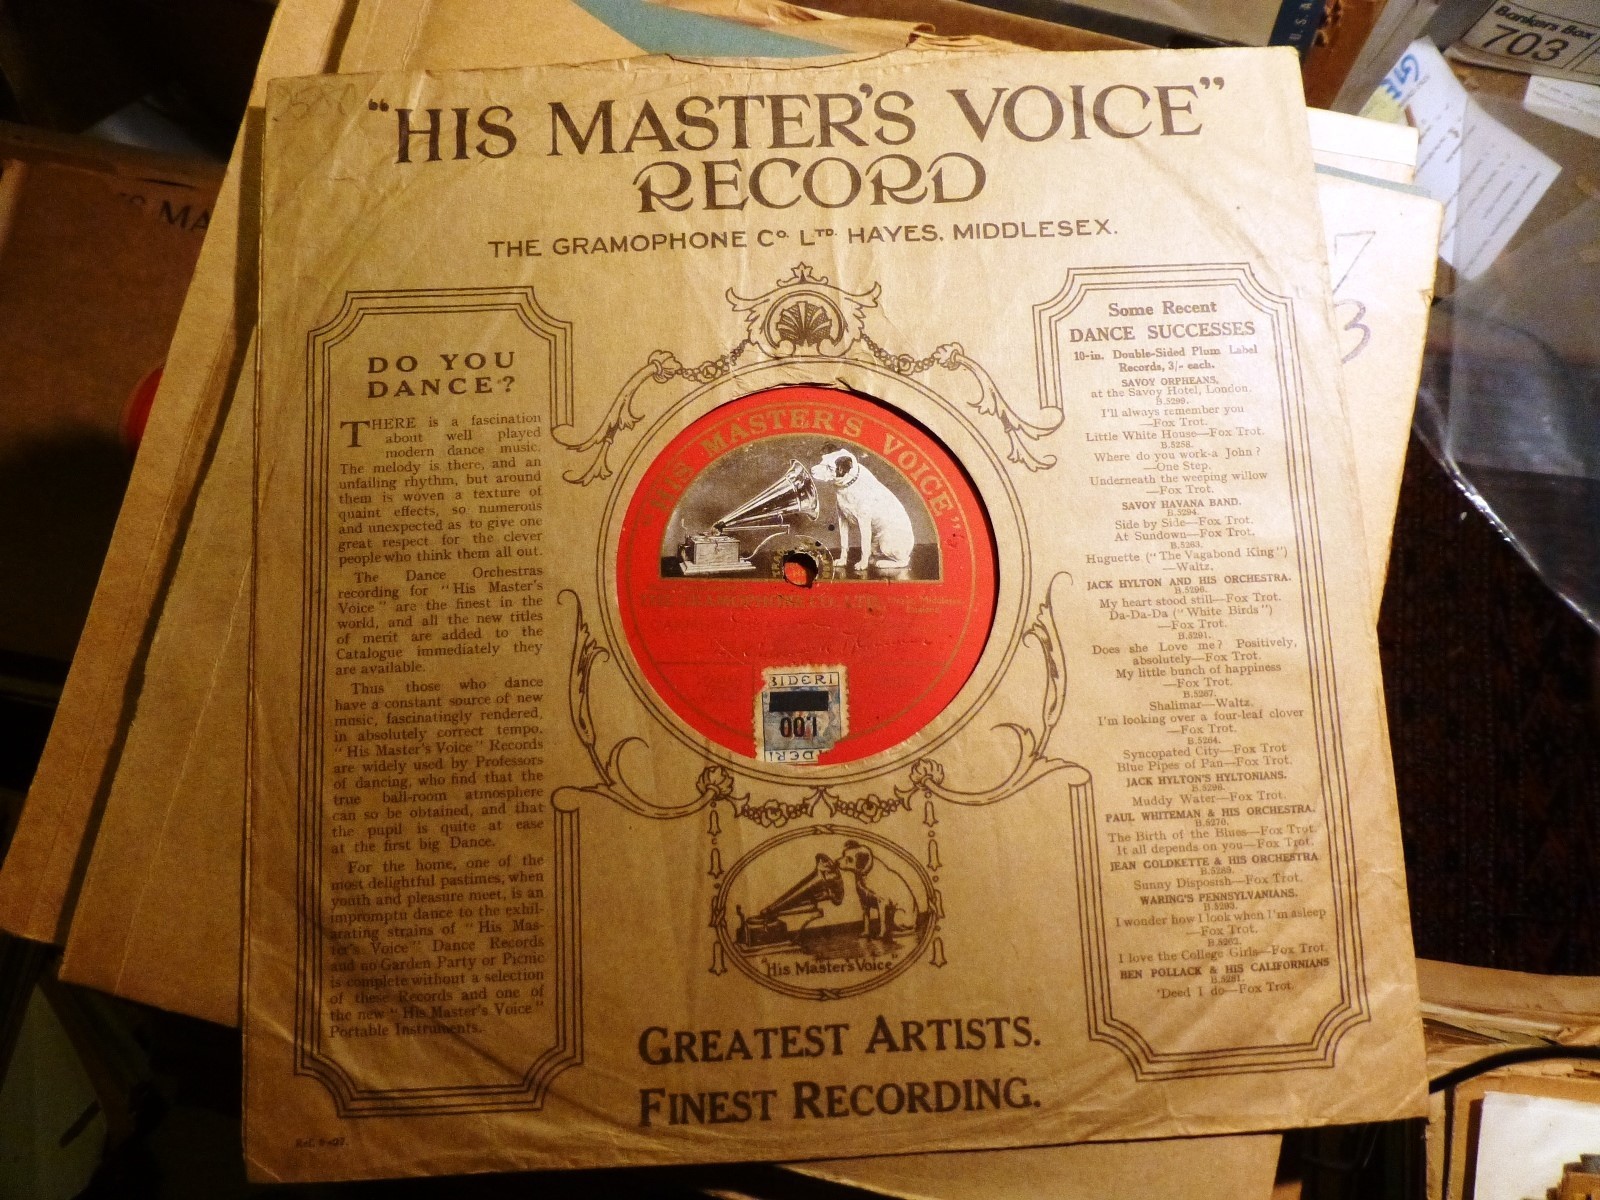 "HIS MASTER'S VOICE"
RECORD
THE GRAMOPHONE Co. LTD. HAYES, MIDDLESEX.
DO YOU
DANCE?
THERE is a fascination
about well played
modern dance music.
The melody is there, and an
unfailing rhythm, but around
them is woven a texture of
quaint effects, so numerous
and unexpected as to give one
great respect for the clever
people who think them all out.
The Dance Orchestras
recording for "His Master's
Voice" are the finest in the
world, and all the new titles
of merit are added to the
Catalogue immediately they
are available.
Thus those who dance
have a constant source of new
music, fascinatingly rendered,
in absolutely correct tempo.
"His Master's Voice" Records
are widely used by Professors
of dancing, who find that the
true ball-room atmosphere
can so be obtained, and that
the pupil is quite at ease
at the first big Dance.
For the home, one of the
most delightful pastimes, when
youth and pleasure meet, is an
impromptu dance to the exhil-
arating strains of "His Mas-
ter's Voice" Dance Records
and no Garden Party or Picnic
is complete without a selection
of these Records and one of
the new "His Master's Voice"
Portable Instruments.
"HIS MASTER'S VOICE"
GRAMOPHONE CO. LTD.
BIDERI
1.00
"His Master's Voice"
GREATEST ARTISTS.
FINEST RECORDING.
Some Recent
DANCE SUCCESSES
10-in. Double-Sided Plum Label
Records, 3/- each.
SAVOY ORPHEANS,
at the Savoy Hotel, London.
B.5299.
I'll always remember you
—Fox Trot.
Little White House—Fox Trot.
B.5258.
Where do you work-a John?
—One Step.
Underneath the weeping willow
—Fox Trot.
SAVOY HAVANA BAND.
B.5294.
Side by Side—Fox Trot.
At Sundown—Fox Trot.
B.5263.
Huguette ("The Vagabond King")
—Waltz.
JACK HYLTON AND HIS ORCHESTRA.
B.5296.
My heart stood still—Fox Trot.
Da-Da-Da ("White Birds")
—Fox Trot.
B.5291.
Does she Love me? Positively,
absolutely—Fox Trot.
My little bunch of happiness
—Fox Trot.
B.5267.
Shalimar—Waltz.
I'm looking over a four-leaf clover
—Fox Trot.
B.5264.
Syncopated City—Fox Trot
Blue Pipes of Pan—Fox Trot.
JACK HYLTON'S HYLTONIANS.
B.5296.
Muddy Water—Fox Trot.
PAUL WHITEMAN & HIS ORCHESTRA.
B.5270.
The Birth of the Blues—Fox Trot.
It all depends on you—Fox Trot.
JEAN GOLDKETTE & HIS ORCHESTRA
B.5288.
Sunny Disposish—Fox Trot.
WARING'S PENNSYLVANIANS.
B.5293.
I wonder how I look when I'm asleep
—Fox Trot.
B.5262.
I love the College Girls—Fox Trot.
BEN POLLACK & HIS CALIFORNIANS
B.5281.
'Deed I do—Fox Trot.
Bankers Box
703
U.S.A.
3